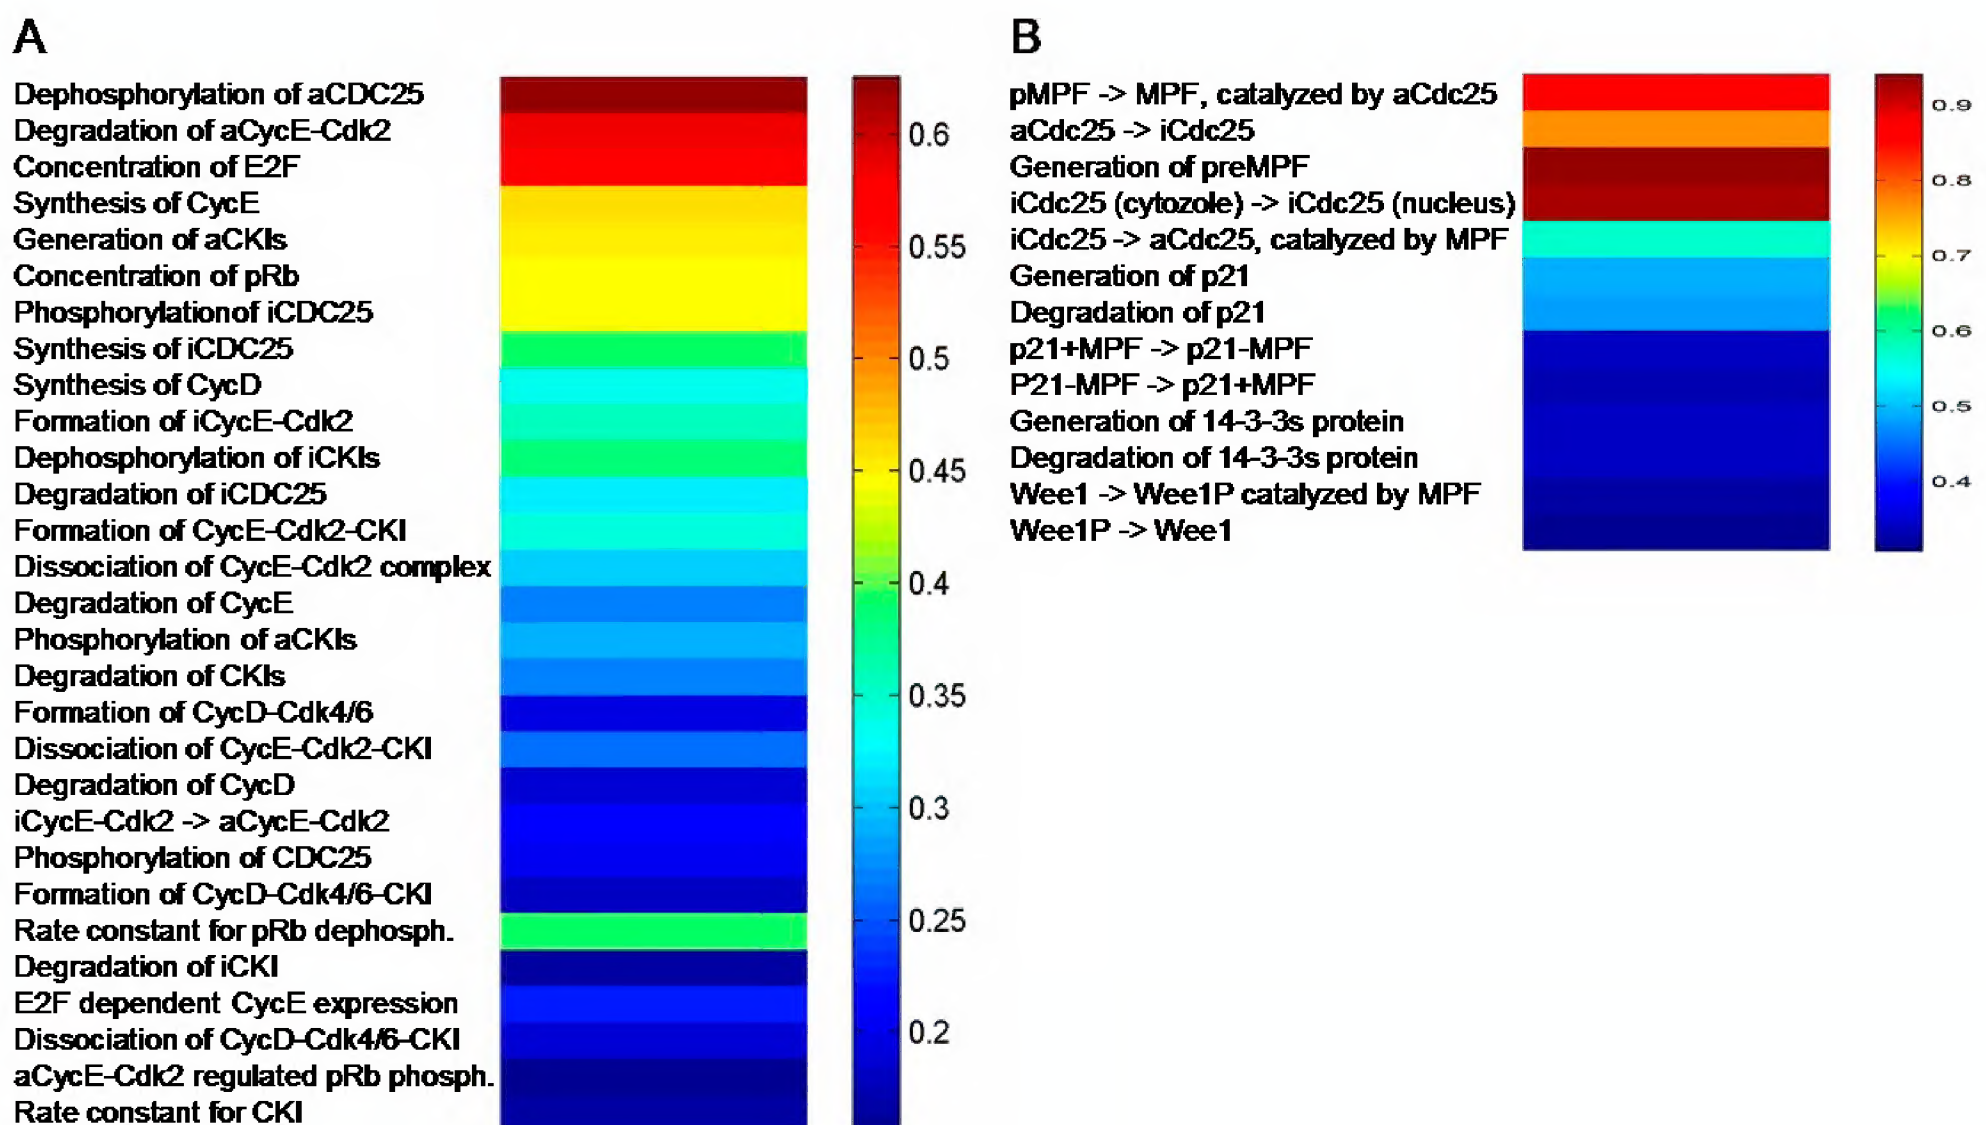 A
Dephosphorylation of aCDC25
Degradation of aCycE-Cdk2
Concentration of E2F
Synthesis of CycE
Generation of aCKIs
Concentration of pRb
Phosphorylationof iCDC25
Synthesis of iCDC25
Synthesis of CycD
Formation of iCycE-Cdk2
Dephosphorylation of iCKIs
Degradation of iCDC25
Formation of CycE-Cdk2-CKI
Dissociation of CycE-Cdk2 complex
Degradation of CycE
Phosphorylation of aCKIs
Degradation of CKIs
Formation of CycD-Cdk4/6
Dissociation of CycE-Cdk2-CKI
Degradation of CycD
iCycE-Cdk2 -> aCycE-Cdk2
Phosphorylation of CDC25
Formation of CycD-Cdk4/6-CKI
Rate constant for pRb dephosph.
Degradation of iCKI
E2F dependent CycE expression
Dissociation of CycD-Cdk4/6-CKI
aCycE-Cdk2 regulated pRb phosph.
Rate constant for CKI
0.6
0.55
0.5
0.45
0.4
0.35
0.3
0.25
0.2
B
pMPF -> MPF, catalyzed by aCdc25
aCdc25 -> iCdc25
Generation of preMPF
iCdc25 (cytozole) -> iCdc25 (nucleus)
iCdc25 -> aCdc25, catalyzed by MPF
Generation of p21
Degradation of p21
p21+MPF -> p21-MPF
P21-MPF -> p21+MPF
Generation of 14-3-3s protein
Degradation of 14-3-3s protein
Wee1 -> Wee1P catalyzed by MPF
Wee1P -> Wee1
0.9
0.8
0.7
0.6
0.5
0.4